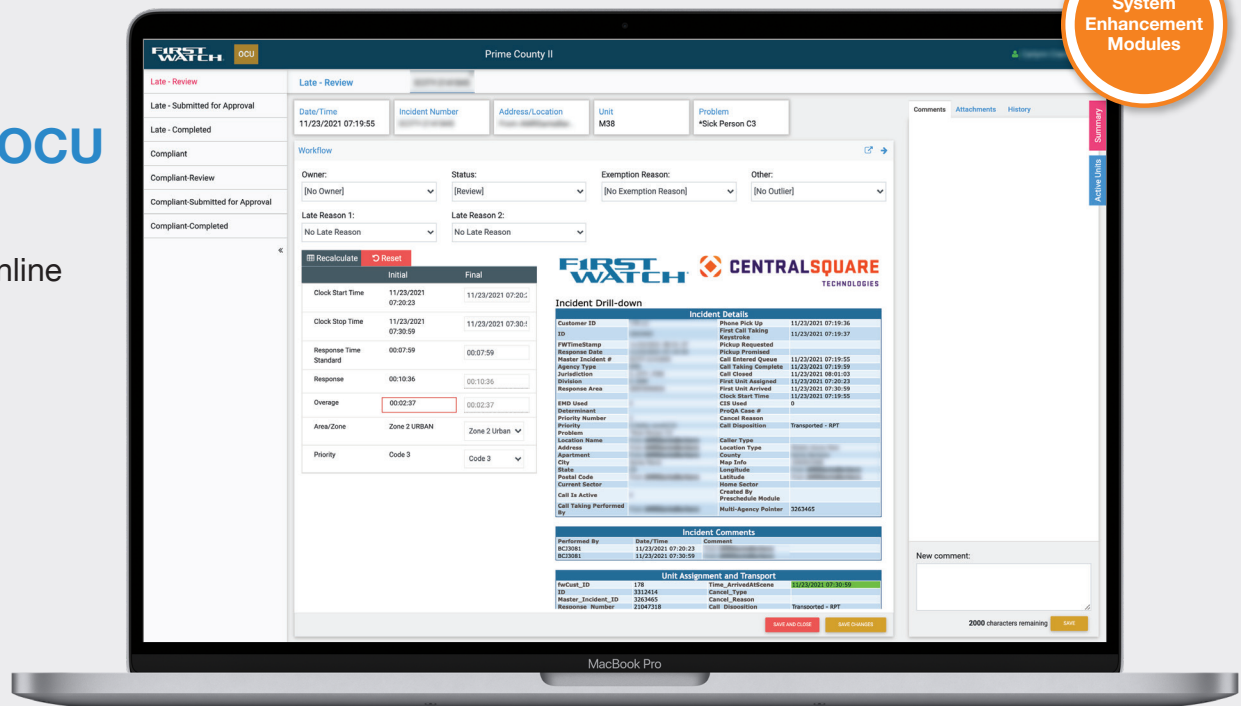 System
Enhancement
Modules
OCU
nline
FIRST WATCH OCU
Prime County II
Late - Review
Late - Submitted for Approval
Late - Completed
Compliant
Compliant-Review
Compliant-Submitted for Approval
Compliant-Completed
«
Late - Review
Date/Time
11/23/2021 07:19:55
Incident Number
Address/Location
Unit
M38
Problem
*Sick Person C3
Workflow
Owner: Status: Exemption Reason: Other:
[No Owner] [Review] [No Exemption Reason] [No Outlier]
Late Reason 1: Late Reason 2:
No Late Reason No Late Reason
Recalculate Reset
Initial Final
Clock Start Time 11/23/2021 07:20:23 11/23/2021 07:20:2
Clock Stop Time 11/23/2021 07:30:59 11/23/2021 07:30:5
Response Time Standard 00:07:59 00:07:59
Response 00:10:36 00:10:36
Overage 00:02:37 00:02:37
Area/Zone Zone 2 URBAN Zone 2 Urban
Priority Code 3 Code 3
FIRST WATCH CENTRALSQUARE
TECHNOLOGIES
Incident Drill-down
Incident Details
Customer ID Phone Pick Up 11/23/2021 07:19:36
ID First Call Taking Keystroke 11/23/2021 07:19:37
FWTimeStamp Pickup Requested
Response Date Pickup Promised
Master Incident # Call Entered Queue 11/23/2021 07:19:55
Agency Type Call Taking Complete 11/23/2021 07:19:59
Jurisdiction Call Closed 11/23/2021 08:01:03
Division First Unit Assigned 11/23/2021 07:20:23
Response Area First Unit Arrived 11/23/2021 07:30:59
Clock Start Time 11/23/2021 07:19:55
EMD Used CIS Used 0
Determinant ProQA Case #
Priority Number Cancel Reason
Priority Call Disposition Transported - RPT
Problem
Location Name Caller Type
Address Location Type
Apartment County
City Map Info
State Longitude
Postal Code Latitude
Current Sector Home Sector
Call Is Active Created By Preschedule Module
Call Taking Performed By Multi-Agency Pointer 3263465
Incident Comments
Performed By Date/Time Comment
BCJ3081 11/23/2021 07:20:23
BCJ3081 11/23/2021 07:30:59
Unit Assignment and Transport
fwCust_ID 178 Time_ArrivedAtScene 11/23/2021 07:30:59
ID 3312414 Cancel_Type
Master_Incident_ID 3263465 Cancel_Reason
Response_Number 21047318 Call_Disposition Transported - RPT
SAVE AND CLOSE SAVE CHANGES
Comments Attachments History
Summary
Active Units
New comment:
2000 characters remaining SAVE
MacBook Pro